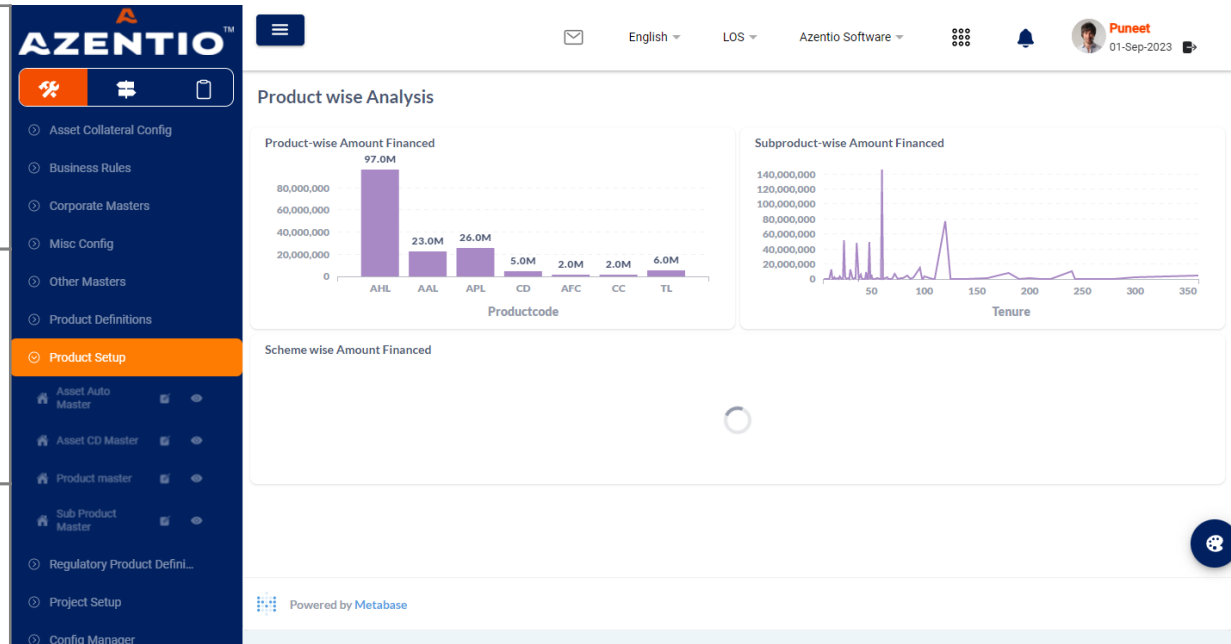 AZENTIO™
English
LOS
Azentio Software
Puneet
01-Sep-2023
Asset Collateral Config
Business Rules
Corporate Masters
Misc Config
Other Masters
Product Definitions
Product Setup
Asset Auto
Master
Asset CD Master
Product master
Sub Product
Master
Regulatory Product Defini...
Project Setup
Config Manager
Product wise Analysis
Product-wise Amount Financed
97.0M
80,000,000
60,000,000
40,000,000
20,000,000
0
23.0M
26.0M
5.0M
2.0M
2.0M
6.0M
AHL AAL APL CD AFC CC TL
Productcode
Subproduct-wise Amount Financed
140,000,000
120,000,000
100,000,000
80,000,000
60,000,000
40,000,000
20,000,000
0
50 100 150 200 250 300 350
Tenure
Scheme wise Amount Financed
Powered by Metabase